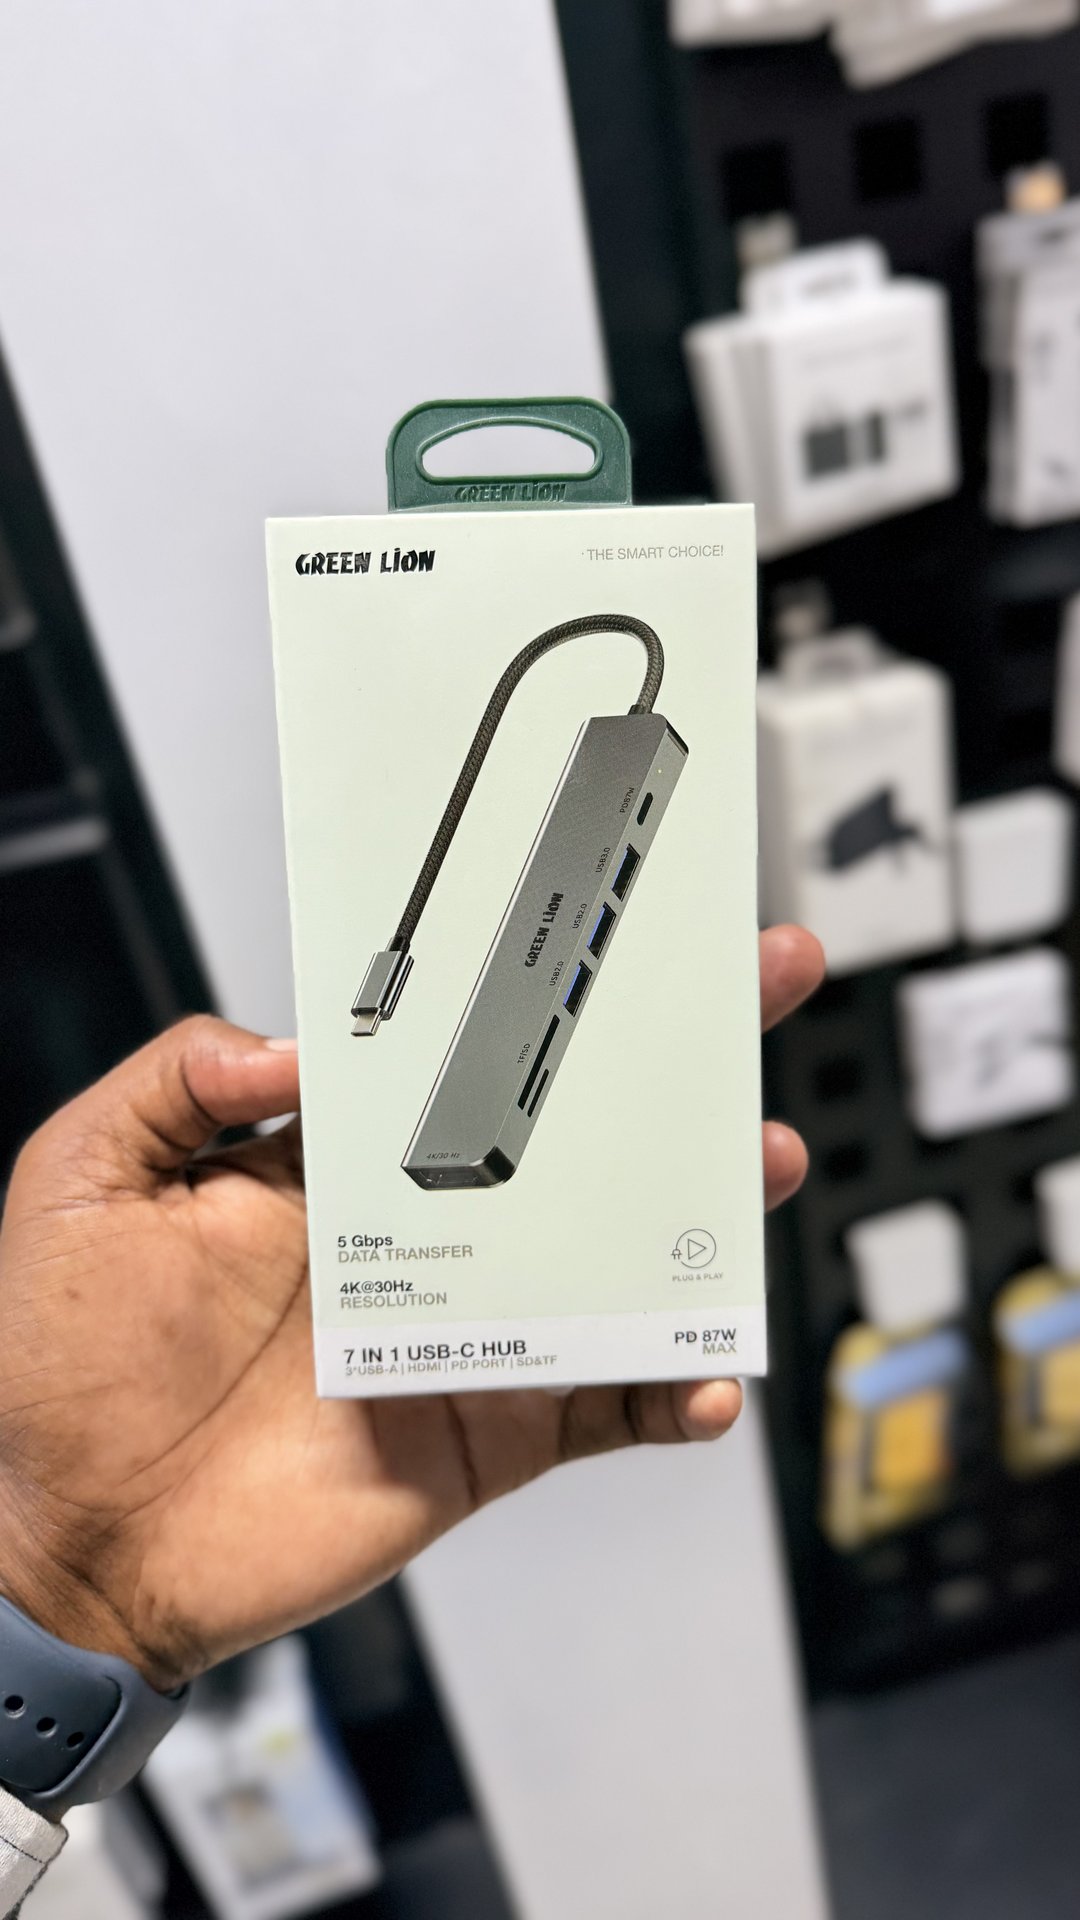 GREEN LION
GREEN LION
THE SMART CHOICE!
PD87W
USB3.0
USB2.0
GREEN LION
USB2.0
TF/SD
4K/30 Hz
5 Gbps
DATA TRANSFER
4K@30Hz
RESOLUTION
PLUG & PLAY
7 IN 1 USB-C HUB
3*USB-A | HDMI | PD PORT | SD&TF
PD 87W
MAX